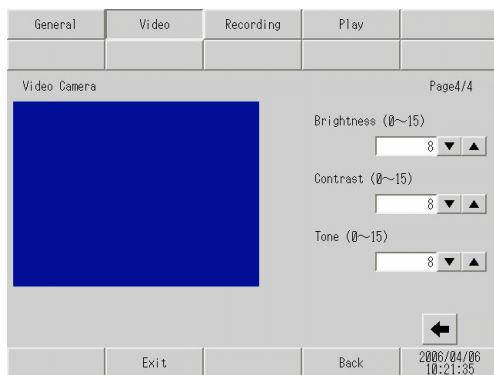 General Video Recording Play
Video Camera Page4/4
Brightness (0～15)
8 ▼ ▲
Contrast (0～15)
8 ▼ ▲
Tone (0～15)
8 ▼ ▲
Exit Back 2006/04/06
10:21:35